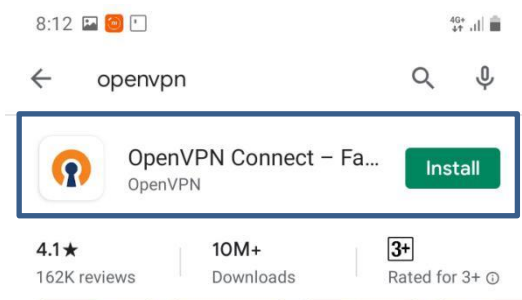 8:12
4G+
openvpn
OpenVPN Connect – Fa...
OpenVPN
Install
4.1★ 10M+ 3+
162K reviews Downloads Rated for 3+